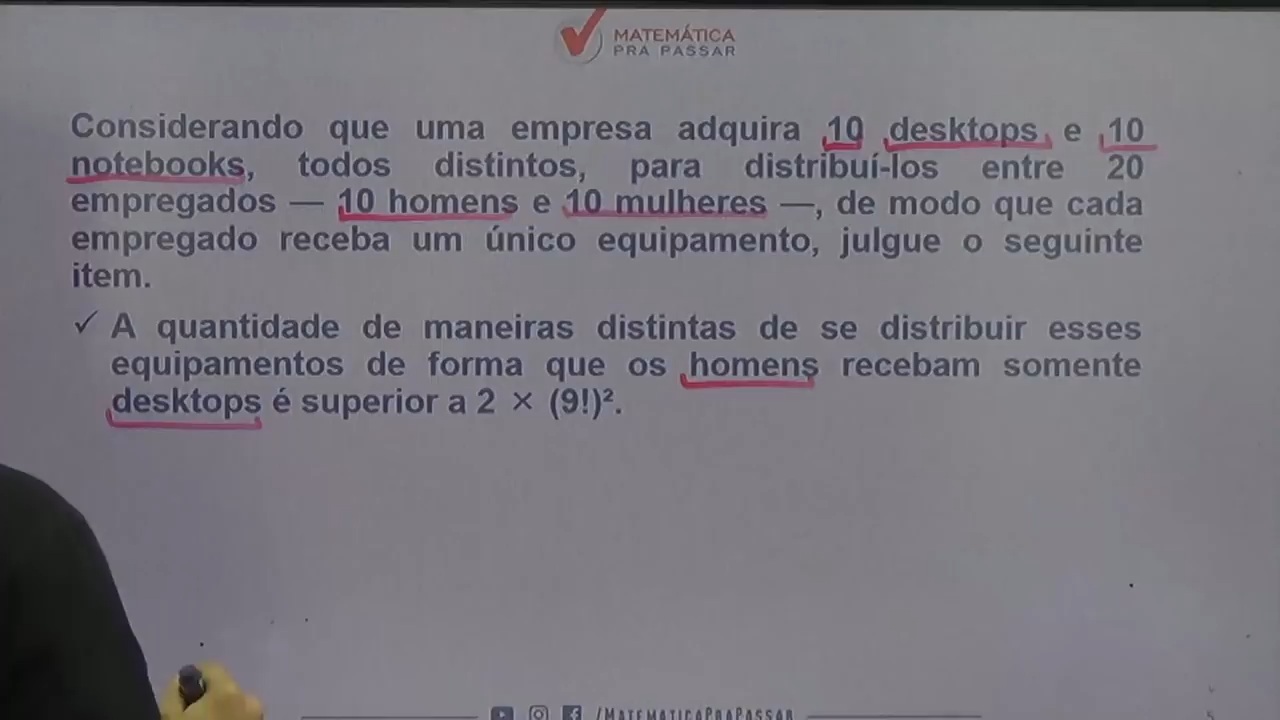 MATEMÁTICA
PRA PASSAR
Considerando que uma empresa adquira 10 desktops e 10
notebooks, todos distintos, para distribuí-los entre 20
empregados — 10 homens e 10 mulheres —, de modo que cada
empregado receba um único equipamento, julgue o seguinte
item.
✓ A quantidade de maneiras distintas de se distribuir esses
equipamentos de forma que os homens recebam somente
desktops é superior a 2 × (9!)².
/MATEMATICAPRAPASSAR